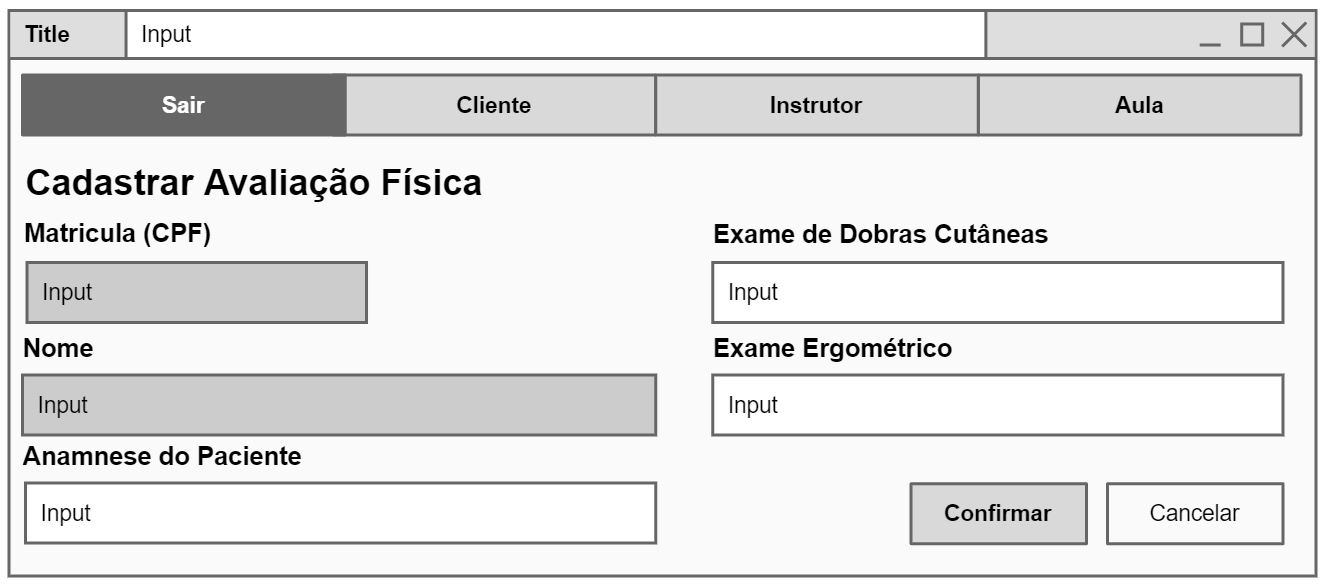 Title Input
Sair Cliente Instrutor Aula
Cadastrar Avaliação Física
Matricula (CPF)
Input
Nome
Input
Anamnese do Paciente
Input
Exame de Dobras Cutâneas
Input
Exame Ergométrico
Input
Confirmar Cancelar